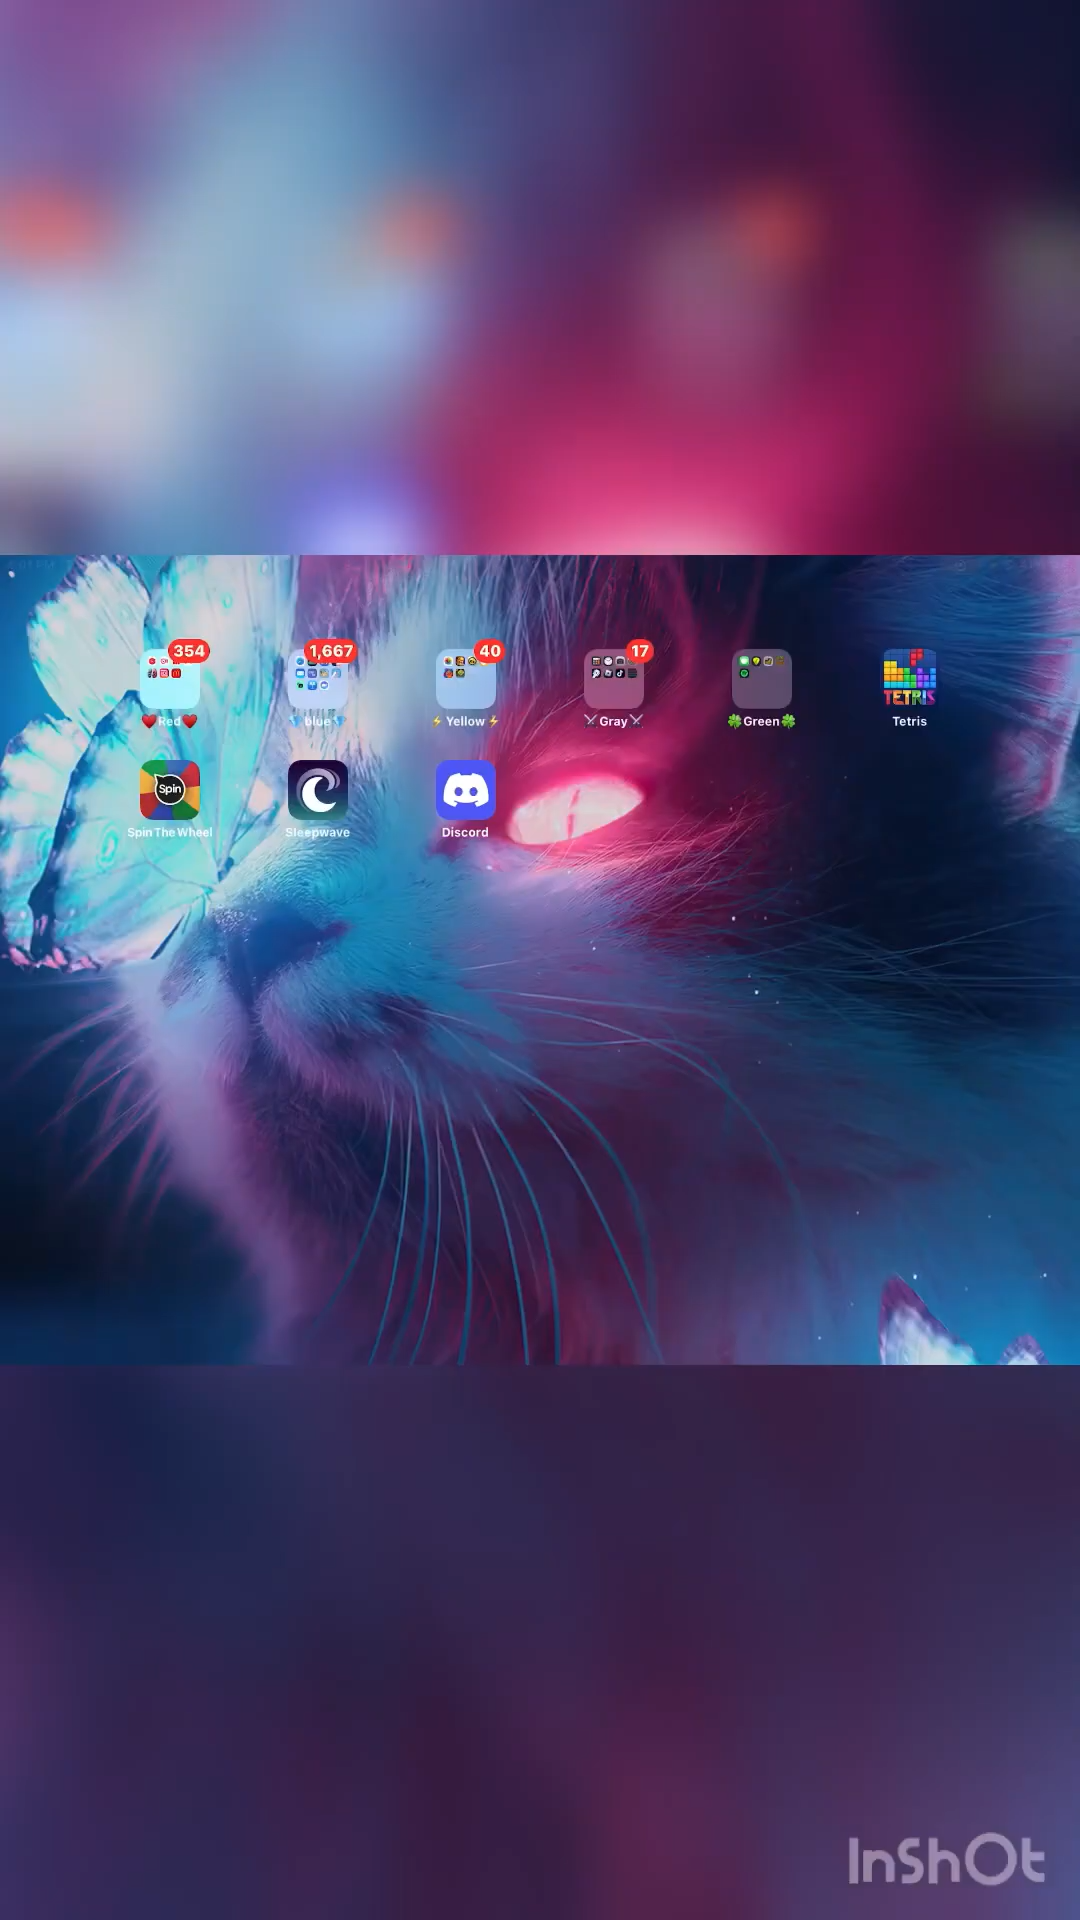 354
1,667
40
17
❤️Red❤️
💎blue💎
⚡Yellow⚡
⚔Gray⚔
🍀Green🍀
TETRIS
Tetris
Spin
Spin The Wheel
Sleepwave
Discord
InShOt